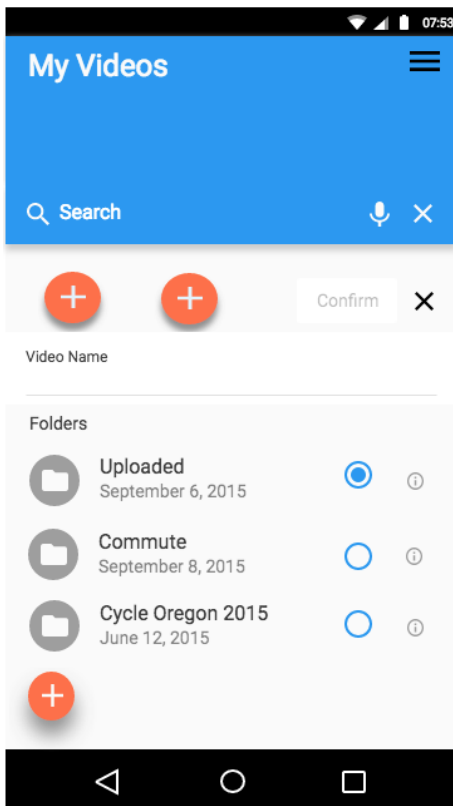 07:53
My Videos
Search
Confirm
Video Name
Folders
Uploaded
September 6, 2015
Commute
September 8, 2015
Cycle Oregon 2015
June 12, 2015